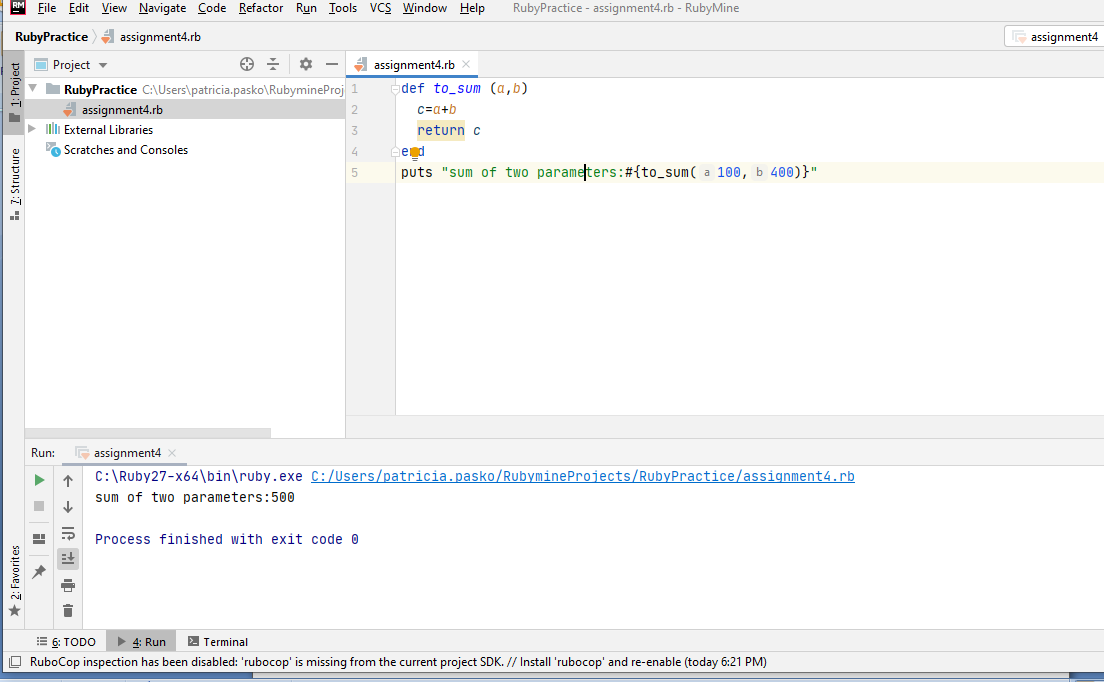 RM File Edit View Navigate Code Refactor Run Tools VCS Window Help RubyPractice - assignment4.rb - RubyMine
RubyPractice assignment4.rb assignment4
1: Project
Project
RubyPractice C:\Users\patricia.pasko\RubymineProj
assignment4.rb
External Libraries
Scratches and Consoles
7: Structure
2: Favorites
assignment4.rb
1 def to_sum (a,b)
2 c=a+b
3 return c
4 end
5 puts "sum of two parameters:#{to_sum( a 100, b 400)}"
Run: assignment4
C:\Ruby27-x64\bin\ruby.exe C:/Users/patricia.pasko/RubymineProjects/RubyPractice/assignment4.rb
sum of two parameters:500
Process finished with exit code 0
6: TODO 4: Run Terminal
RuboCop inspection has been disabled: 'rubocop' is missing from the current project SDK. // Install 'rubocop' and re-enable (today 6:21 PM)